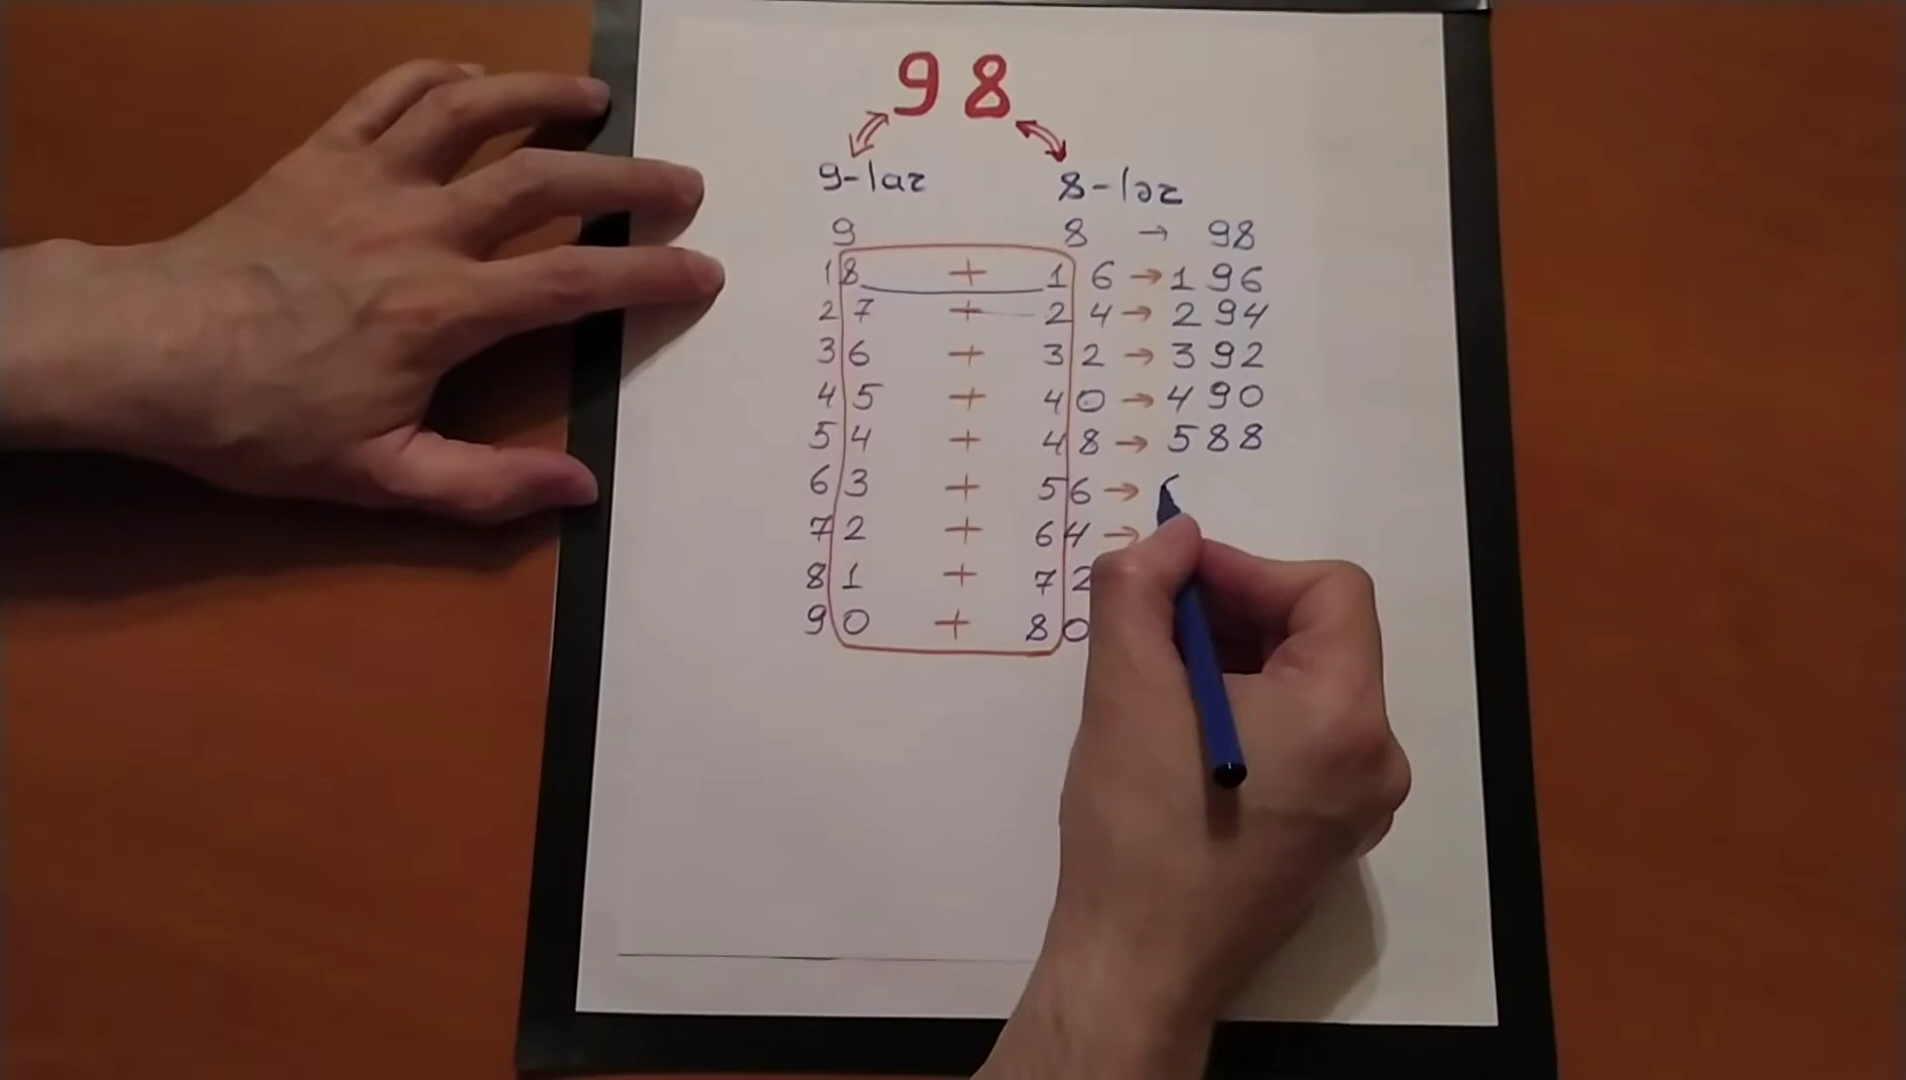 98
9-lar 8-lər
9 8 → 98
18 + 16 → 196
27 + 24 → 294
36 + 32 → 392
45 + 40 → 490
54 + 48 → 588
63 + 56 →
72 + 64 →
81 + 72
90 + 80